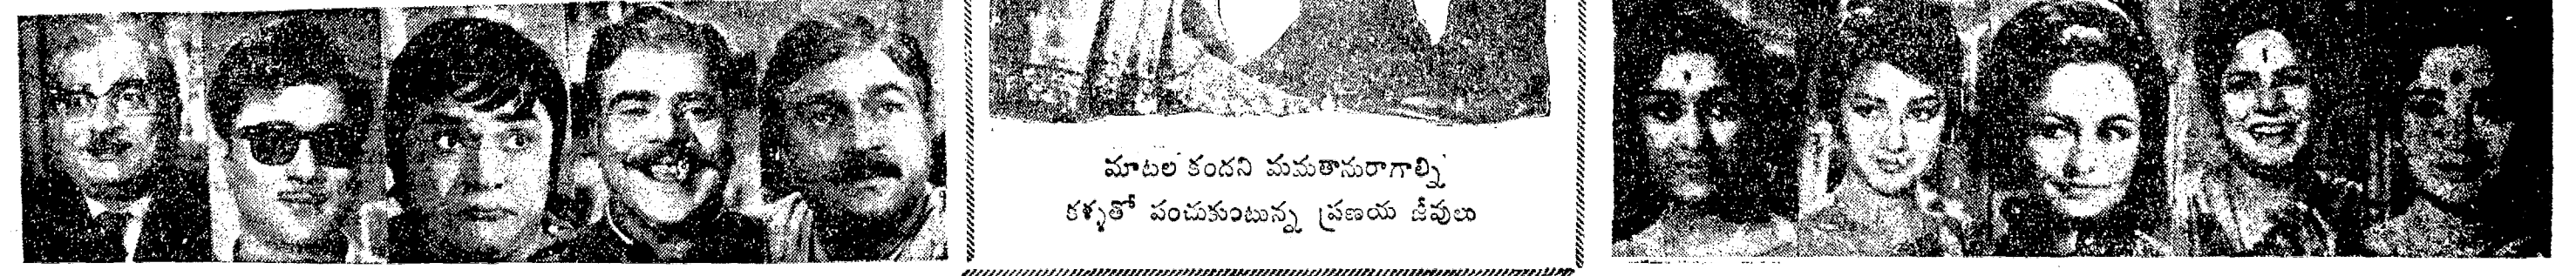 మాటల కందని మమతానురాగాల్ని
కళ్ళతో పంచుకుంటున్న ప్రణయ జీవులు